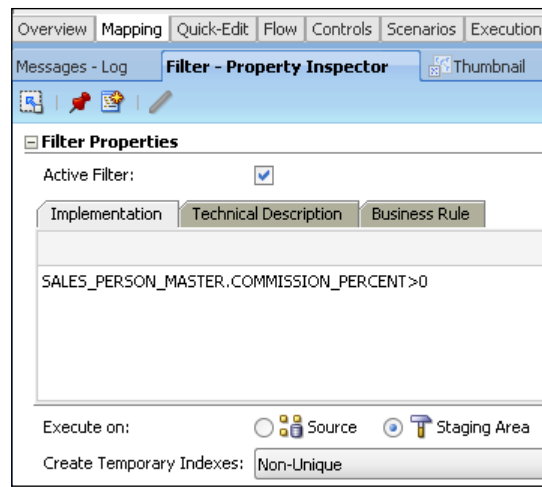 Overview Mapping Quick-Edit Flow Controls Scenarios Execution
Messages - Log Filter - Property Inspector Thumbnail
Filter Properties
Active Filter:
Implementation Technical Description Business Rule
SALES_PERSON_MASTER.COMMISSION_PERCENT>0
Execute on: Source Staging Area
Create Temporary Indexes: Non-Unique